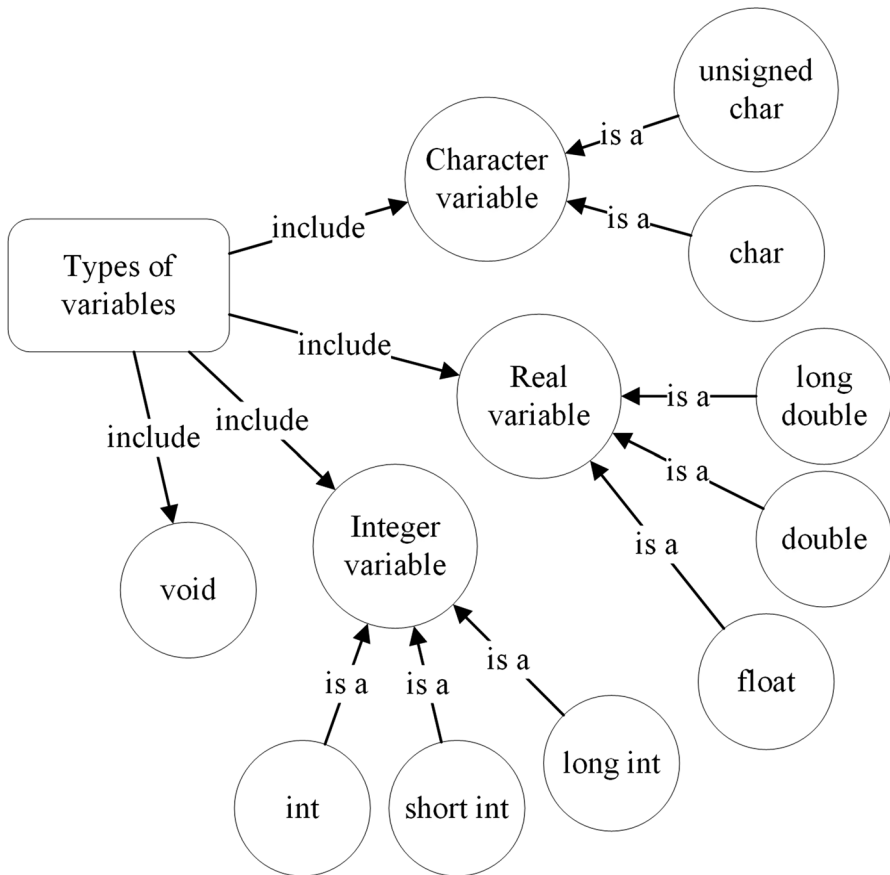 unsigned
char
is a
Character
variable
is a
char
include
Types of
variables
include
Real
variable
is a
long
double
is a
double
is a
float
include
include
void
Integer
variable
is a
is a
is a
int
short int
long int